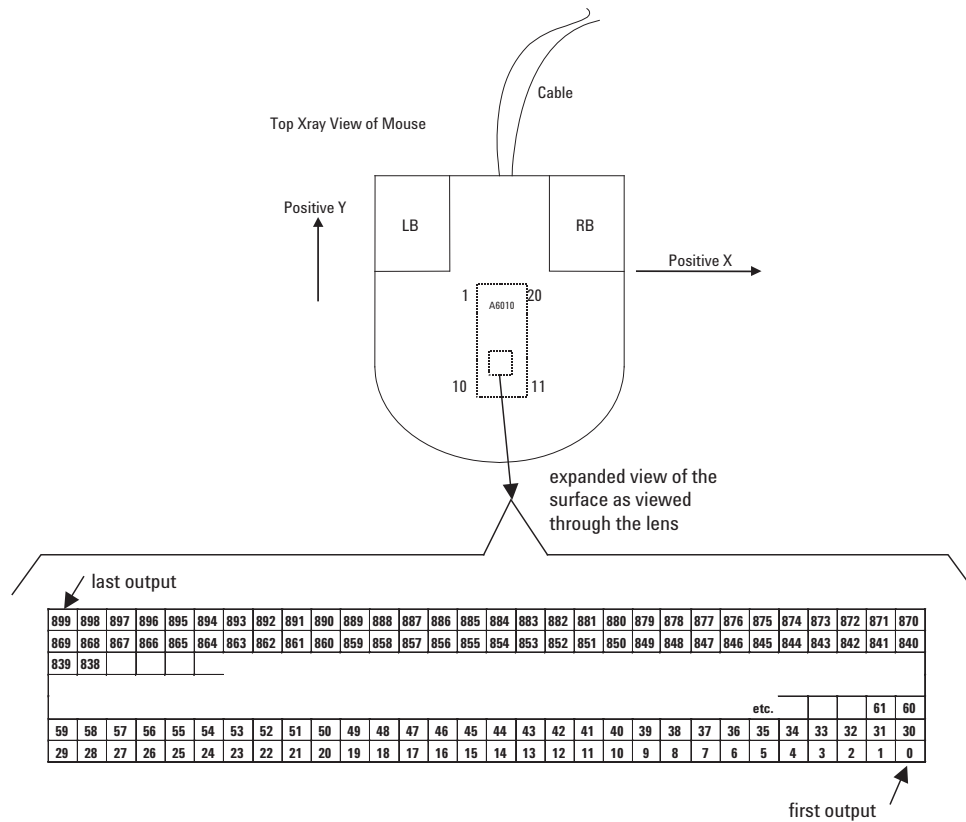 Cable
Top Xray View of Mouse
Positive Y
LB
RB
Positive X
1
20
A6010
10
11
expanded view of the
surface as viewed
through the lens
last output
899 898 897 896 895 894 893 892 891 890 889 888 887 886 885 884 883 882 881 880 879 878 877 876 875 874 873 872 871 870
869 868 867 866 865 864 863 862 861 860 859 858 857 856 855 854 853 852 851 850 849 848 847 846 845 844 843 842 841 840
839 838
etc. 61 60
59 58 57 56 55 54 53 52 51 50 49 48 47 46 45 44 43 42 41 40 39 38 37 36 35 34 33 32 31 30
29 28 27 26 25 24 23 22 21 20 19 18 17 16 15 14 13 12 11 10 9 8 7 6 5 4 3 2 1 0
first output